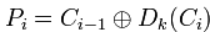 P_i = C_{i-1} ⊕ D_k(C_i)